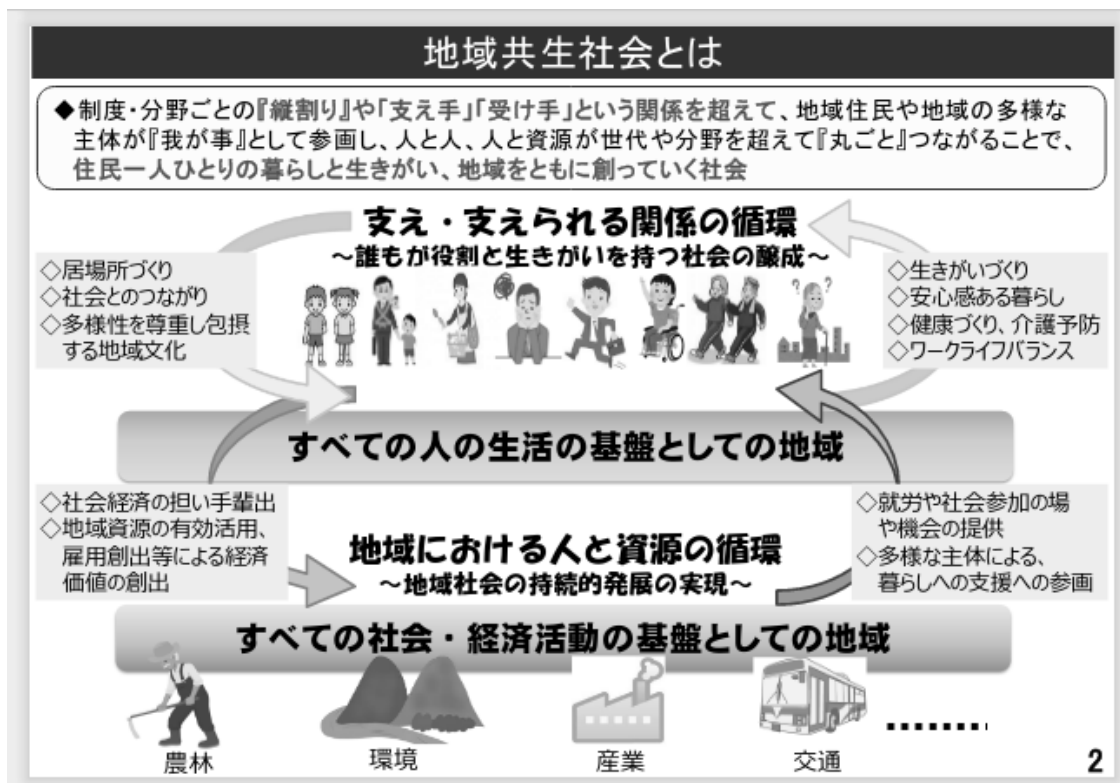 地域共生社会とは
◆制度・分野ごとの『縦割り』や「支え手」「受け手」という関係を超えて、地域住民や地域の多様な
主体が『我が事』として参画し、人と人、人と資源が世代や分野を超えて『丸ごと』つながることで、
住民一人ひとりの暮らしと生きがい、地域をともに創っていく社会
支え・支えられる関係の循環
~誰もが役割と生きがいを持つ社会の醸成~
◇居場所づくり
◇社会とのつながり
◇多様性を尊重し包摂
する地域文化
◇生きがいづくり
◇安心感ある暮らし
◇健康づくり、介護予防
◇ワークライフバランス
? ?
すべての人の生活の基盤としての地域
◇社会経済の担い手輩出
◇地域資源の有効活用、
雇用創出等による経済
価値の創出
地域における人と資源の循環
~地域社会の持続的発展の実現~
◇就労や社会参加の場
や機会の提供
◇多様な主体による、
暮らしへの支援への参画
すべての社会・経済活動の基盤としての地域
農林
環境
産業
交通
2